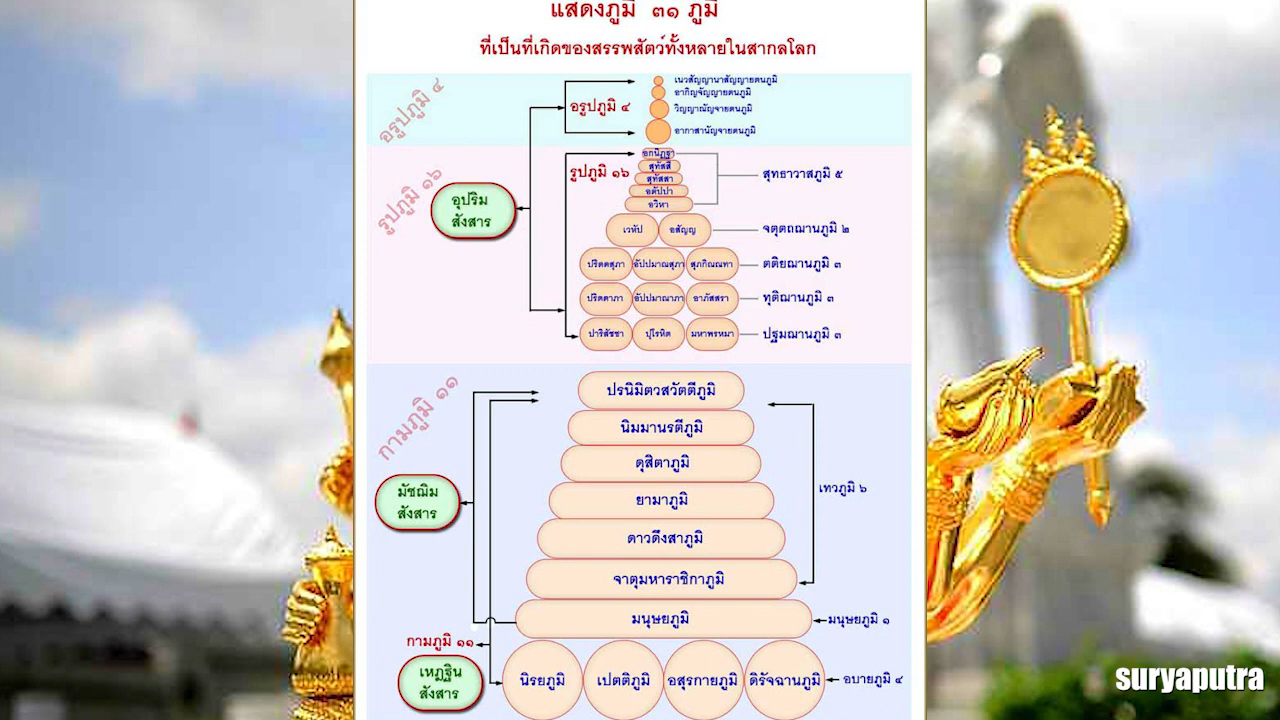 แสดงภูมิ ๓๑ ภูมิ
ที่เป็นที่เกิดของสรรพสัตว์ทั้งหลายในสากลโลก
อรูปภูมิ ๔
อรูปภูมิ ๔
เนวสัญญานาสัญญายตนภูมิ
อากิญจัญญายตนภูมิ
วิญญาณัญจายตนภูมิ
อากาสานัญจายตนภูมิ
รูปภูมิ ๑๖
รูปภูมิ ๑๖
อุปริม
สังสาร
อกนิฏฐา
สุทัสสี
สุทัสสา
อตัปปา
อวิหา
สุทธาวาสภูมิ ๕
เวหัป อสัญญ จตุตถฌานภูมิ ๒
ปริตตสุภา อัปปมาณสุภา สุภกิณณหา ตติยฌานภูมิ ๓
ปริตตาภา อัปปมาณาภา อาภัสสรา ทุติฌานภูมิ ๓
ปาริสัชชา ปุโรหิต มหาพรหมา ปฐมฌานภูมิ ๓
กามภูมิ ๑๑
ปรนิมิตวสวัตตีภูมิ
นิมมานรตีภูมิ
ดุสิตาภูมิ
ยามาภูมิ
ดาวดึงสาภูมิ
จาตุมหาราชิกาภูมิ
เทวภูมิ ๖
มัชฌิม
สังสาร
มนุษยภูมิ
มนุษยภูมิ ๑
กามภูมิ ๑๑
เหฏฐิน
สังสาร
นิรยภูมิ เปตติภูมิ อสุรกายภูมิ ดิรัจฉานภูมิ อบายภูมิ ๔
suryaputra